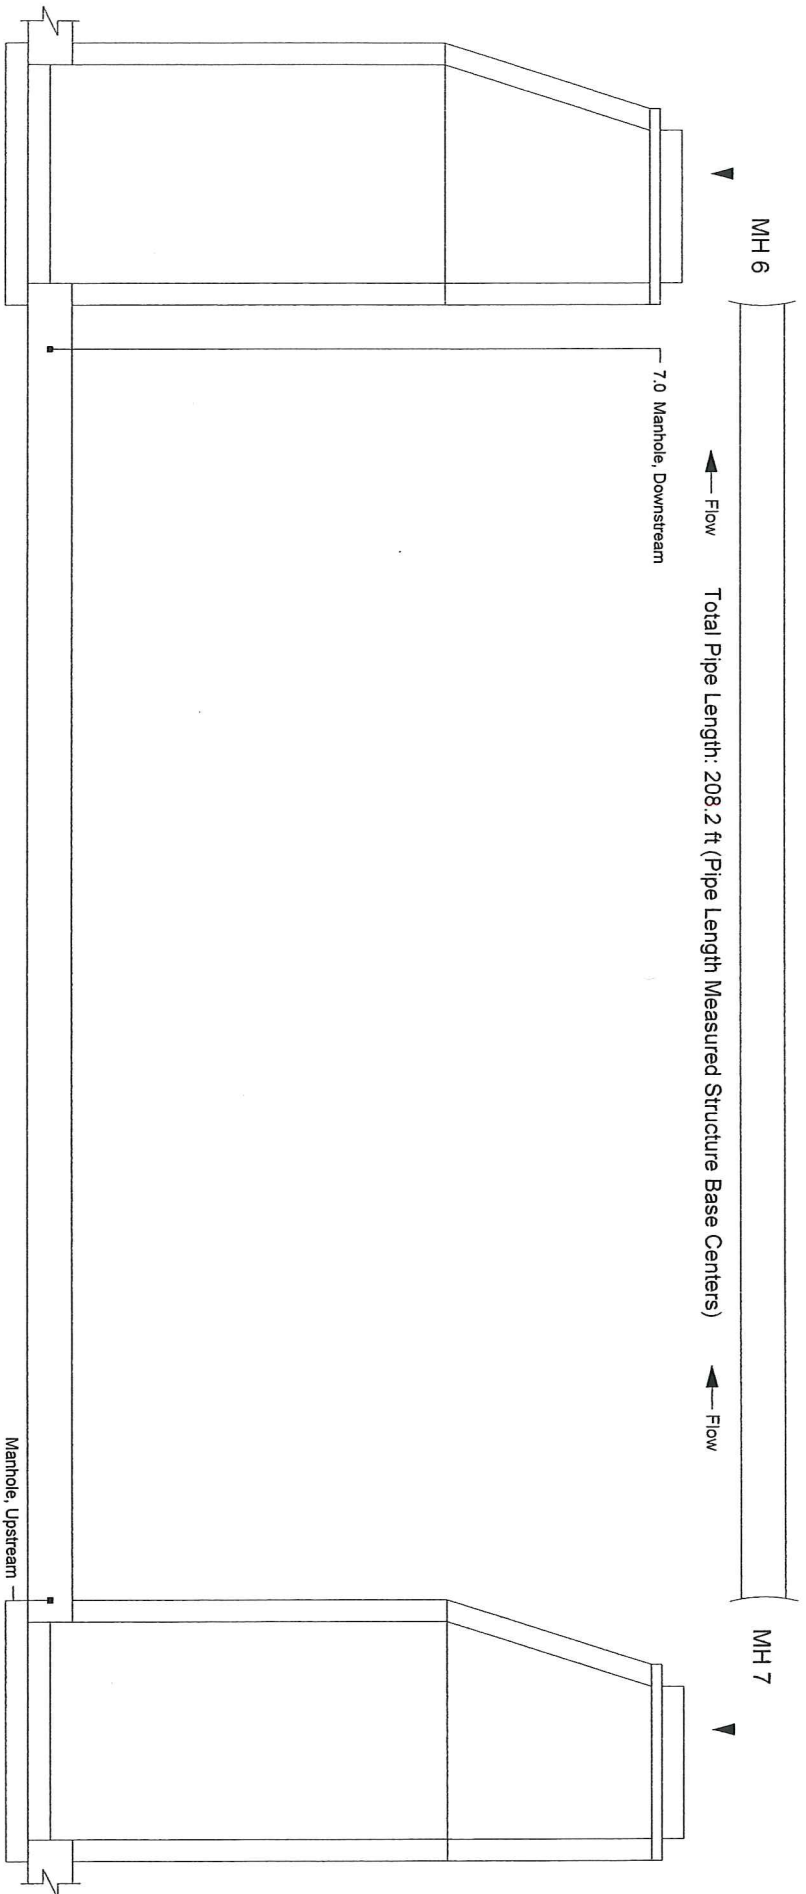 MH 6
MH 7
Flow
Total Pipe Length: 208.2 ft (Pipe Length Measured Structure Base Centers)
Flow
7.0 Manhole, Downstream
Manhole, Upstream